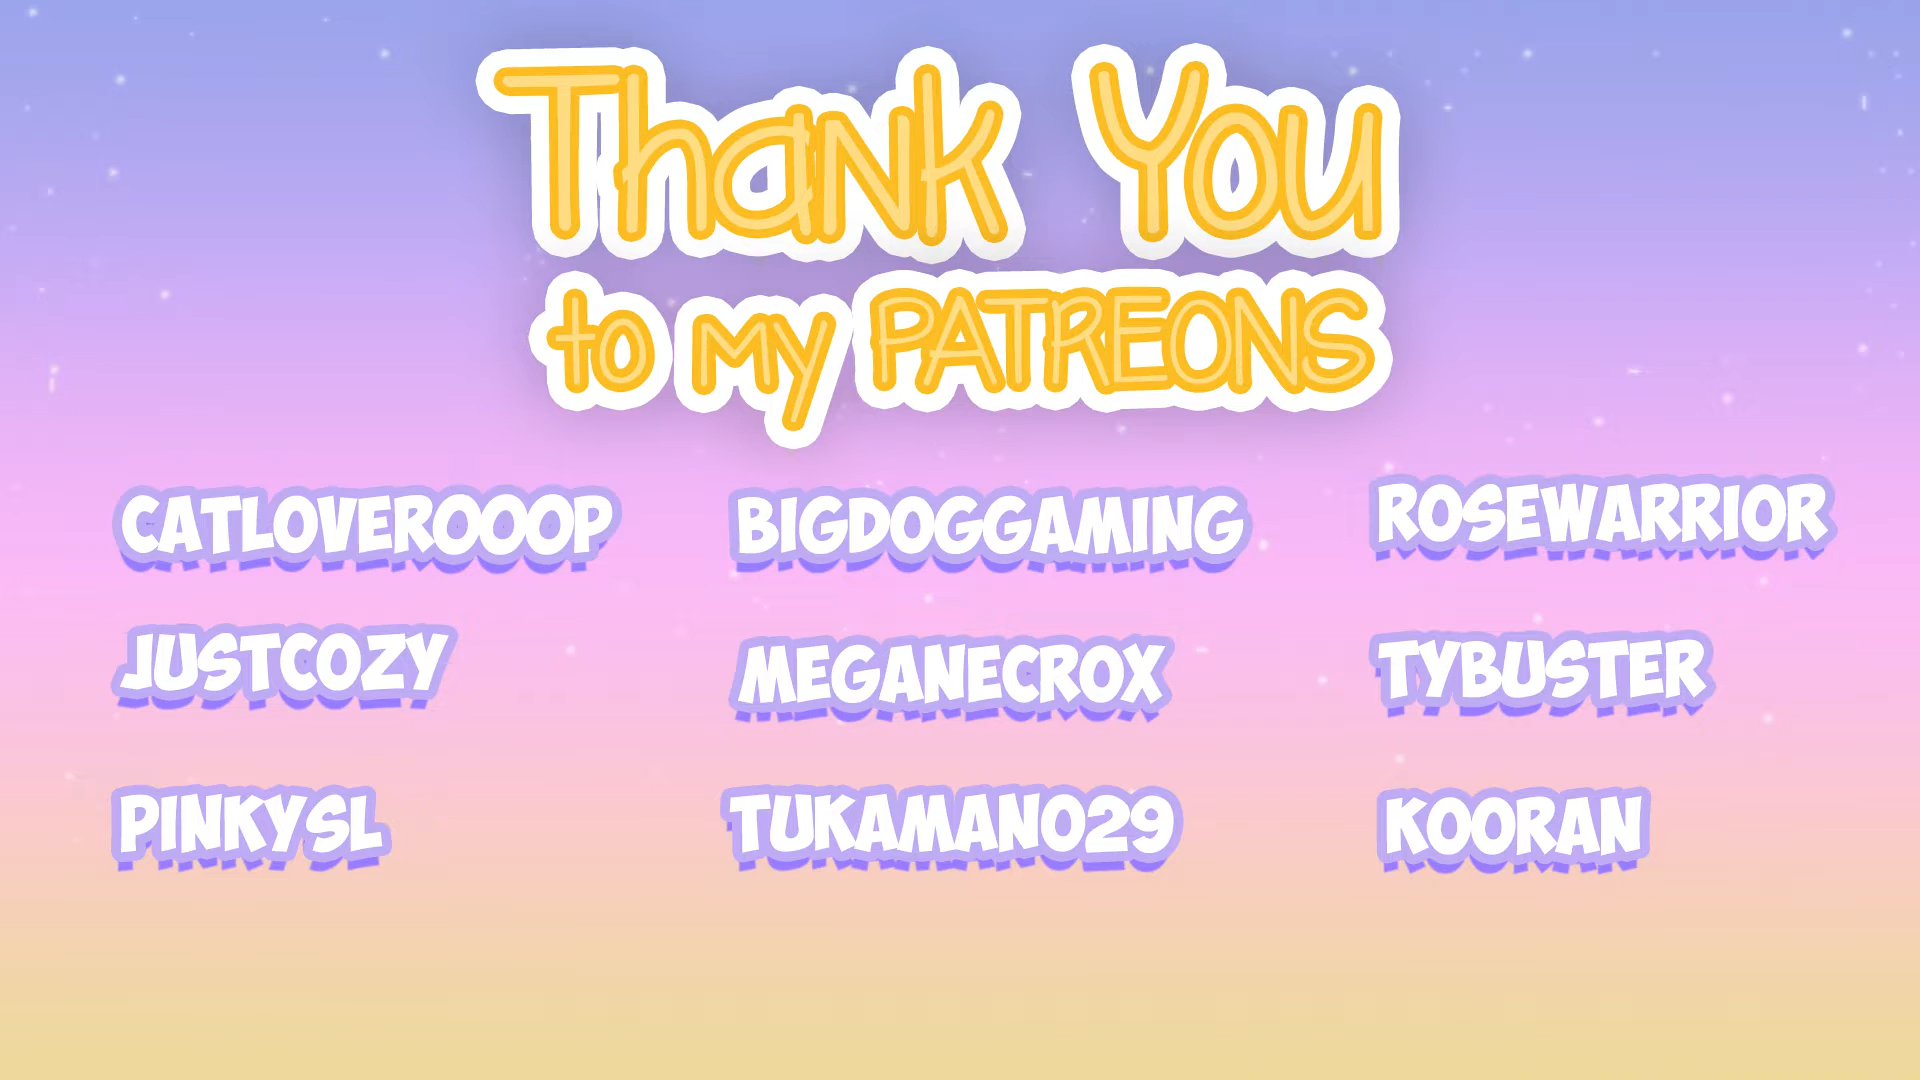 Thank You
to my PATREONS
CATLOVEROOOP BIGDOGGAMING ROSEWARRIOR
JUSTCOZY MEGANECROX TYBUSTER
PINKYSL TUKAMAN029 KOORAN